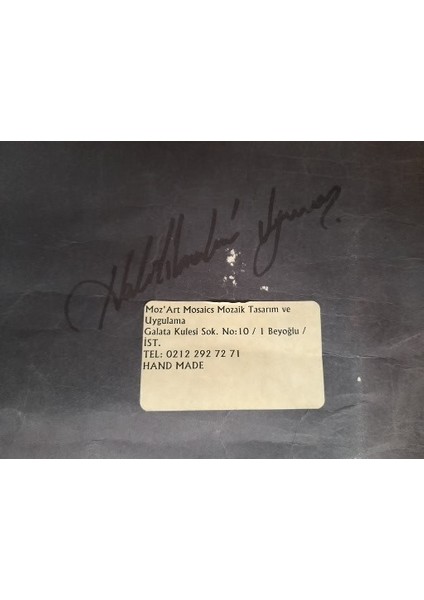 Moz'Art Mosaics Mozaik Tasarım ve
Uygulama
Galata Kulesi Sok. No:10 / 1 Beyoğlu /
İST.
TEL: 0212 292 72 71
HAND MADE